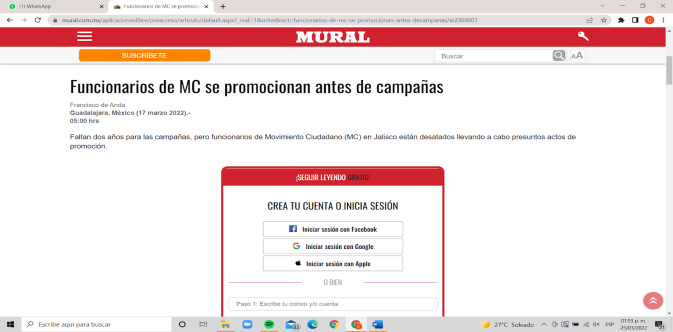 (1) WhatsApp
Funcionarios de MC se promoci
mural.com.mx/aplicacioneslibre/preacceso/articulo/default.aspx?_rval=1&urlredirect=funcionarios-de-mc-se-promocionan-antes-decampanas/ar2369001
MURAL
SUSCRÍBETE
Buscar
AA
Funcionarios de MC se promocionan antes de campañas
Francisco de Anda
Guadalajara, México (17 marzo 2022).-
05:00 hrs
Faltan dos años para las campañas, pero funcionarios de Movimiento Ciudadano (MC) en Jalisco están desatados llevando a cabo presuntos actos de
promoción.
¡SEGUIR LEYENDO GRATIS!
CREA TU CUENTA O INICIA SESIÓN
Iniciar sesión con Facebook
Iniciar sesión con Google
Iniciar sesión con Apple
O BIEN
Paso 1: Escribe tu correo y/o cuenta
Escribe aquí para buscar
27°C Soleado
ESP
01:53 p. m.
25/03/2022